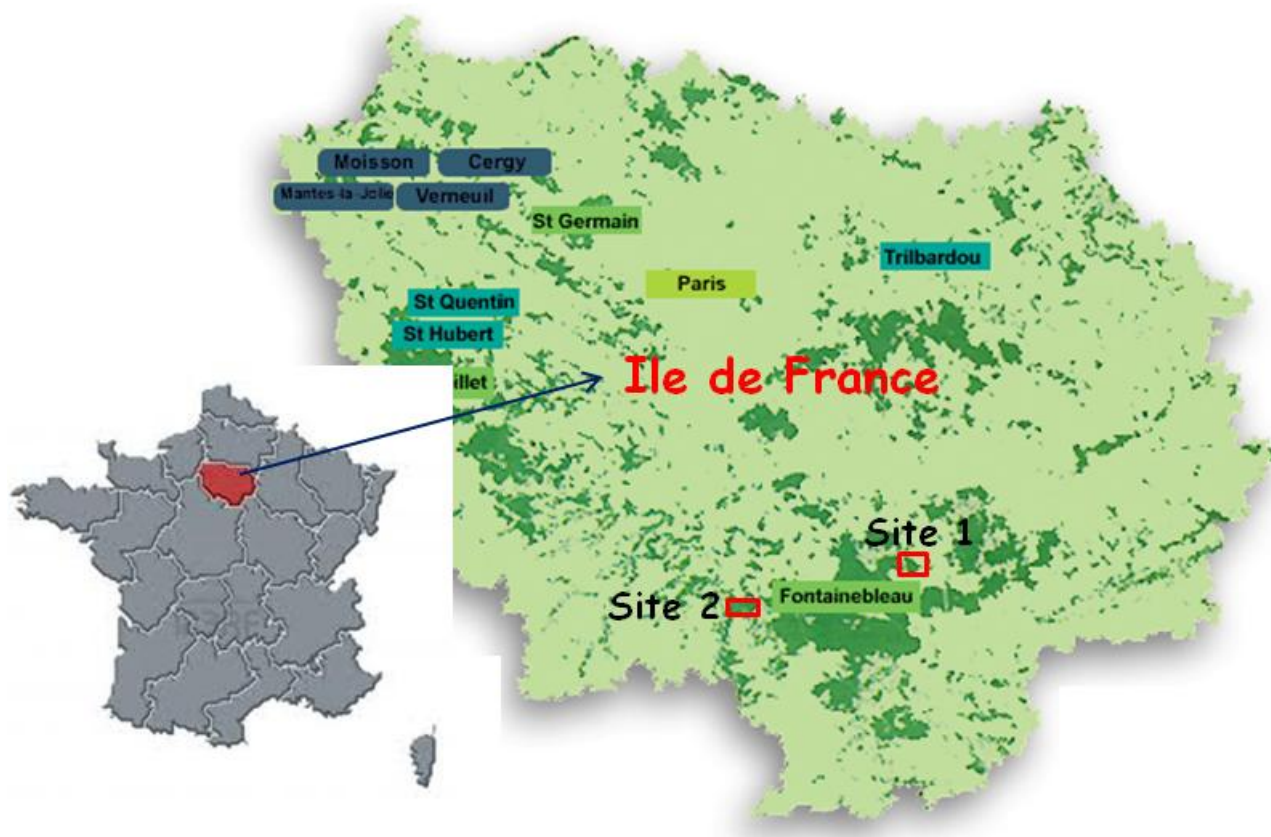 Moisson
Cergy
Mantes-la-Jolie
Verneuil
St Germain
Trilbardou
Paris
St Quentin
St Hubert
illet
Ile de France
Site 1
Fontainebleau
Site 2